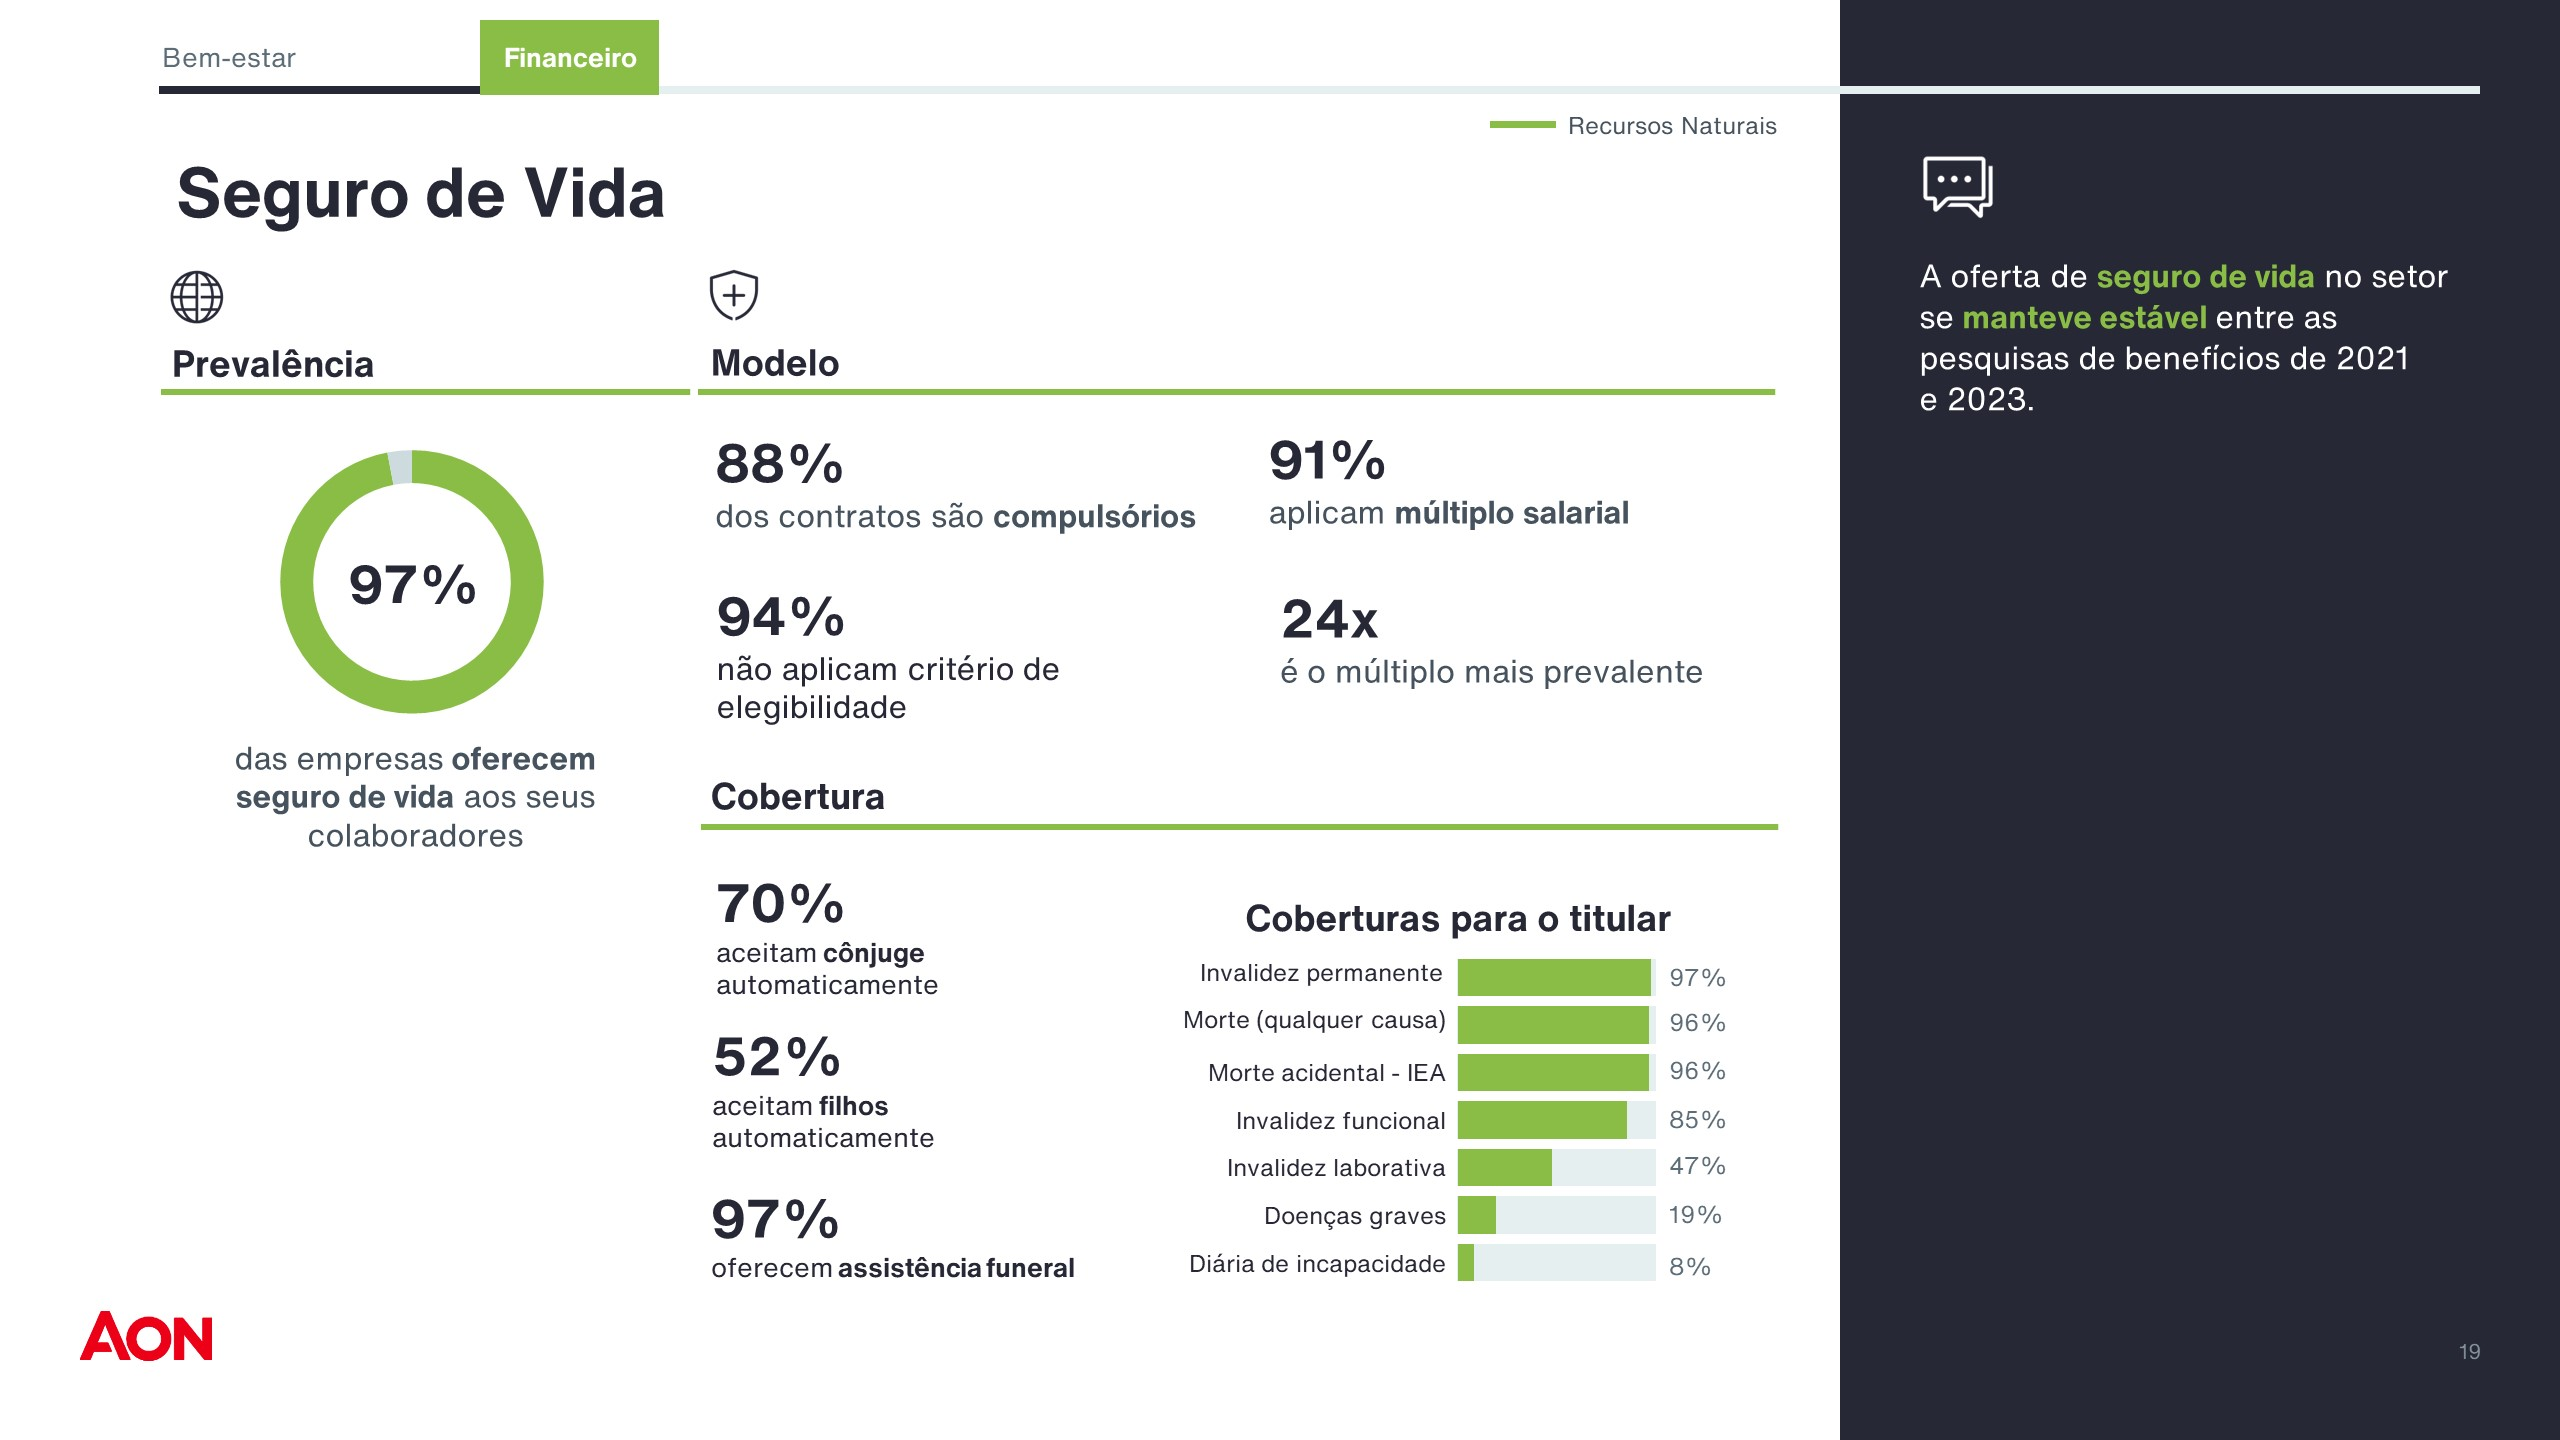 Bem-estar
Financeiro
Recursos Naturais
Seguro de Vida
Prevalência
97%
das empresas oferecem
seguro de vida aos seus
colaboradores
Modelo
88%
dos contratos são compulsórios
91%
aplicam múltiplo salarial
94%
não aplicam critério de
elegibilidade
24x
é o múltiplo mais prevalente
Cobertura
70%
aceitam cônjuge
automaticamente
52%
aceitam filhos
automaticamente
97%
oferecem assistência funeral
Coberturas para o titular
Invalidez permanente 97%
Morte (qualquer causa) 96%
Morte acidental - IEA 96%
Invalidez funcional 85%
Invalidez laborativa 47%
Doenças graves 19%
Diária de incapacidade 8%
A oferta de seguro de vida no setor
se manteve estável entre as
pesquisas de benefícios de 2021
e 2023.
AON
19